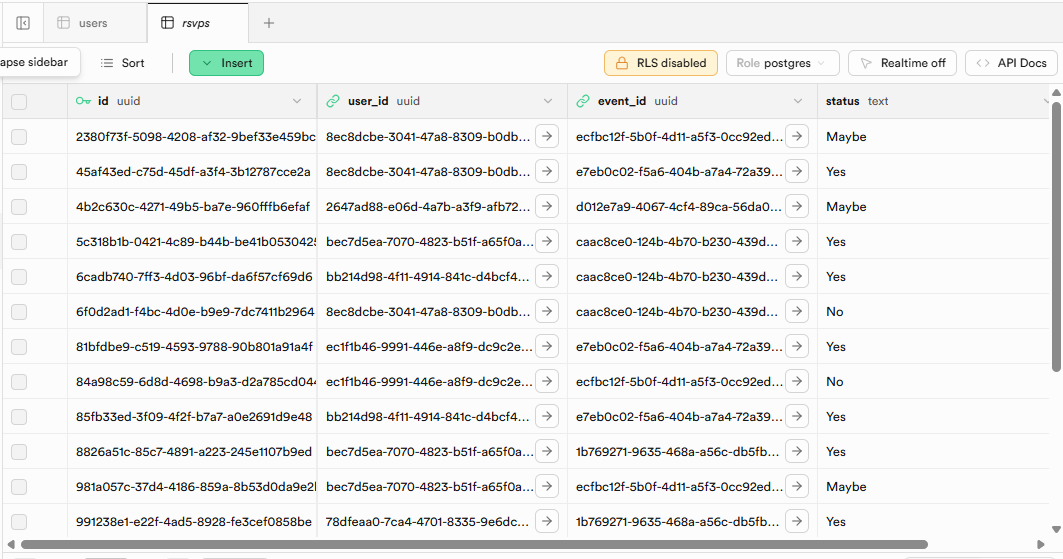 users rsvps
apse sidebar Sort Insert RLS disabled Role postgres Realtime off API Docs
id uuid user_id uuid event_id uuid status text
2380f73f-5098-4208-af32-9bef33e459bc 8ec8dcbe-3041-47a8-8309-b0db... ecfbc12f-5b0f-4d11-a5f3-0cc92ed... Maybe
45af43ed-c75d-45df-a3f4-3b12787cce2a 8ec8dcbe-3041-47a8-8309-b0db... e7eb0c02-f5a6-404b-a7a4-72a39... Yes
4b2c630c-4271-49b5-ba7e-960fffb6efaf 2647ad88-e06d-4a7b-a3f9-afb72... d012e7a9-4067-4cf4-89ca-56da0... Maybe
5c318b1b-0421-4c89-b44b-be41b0530425 bec7d5ea-7070-4823-b51f-a65f0a... caac8ce0-124b-4b70-b230-439d... Yes
6cadb740-7ff3-4d03-96bf-da6f57cf69d6 bb214d98-4f11-4914-841c-d4bcf4... caac8ce0-124b-4b70-b230-439d... Yes
6f0d2ad1-f4bc-4d0e-b9e9-7dc7411b2964 8ec8dcbe-3041-47a8-8309-b0db... caac8ce0-124b-4b70-b230-439d... No
81bfdbe9-c519-4593-9788-90b801a91a4f ec1f1b46-9991-446e-a8f9-dc9c2e... e7eb0c02-f5a6-404b-a7a4-72a39... Yes
84a98c59-6d8d-4698-b9a3-d2a785cd044 ec1f1b46-9991-446e-a8f9-dc9c2e... ecfbc12f-5b0f-4d11-a5f3-0cc92ed... No
85fb33ed-3f09-4f2f-b7a7-a0e2691d9e48 bb214d98-4f11-4914-841c-d4bcf4... e7eb0c02-f5a6-404b-a7a4-72a39... Yes
8826a51c-85c7-4891-a223-245e1107b9ed bec7d5ea-7070-4823-b51f-a65f0a... 1b769271-9635-468a-a56c-db5fb... Yes
981a057c-37d4-4186-859a-8b53d0da9e2 bec7d5ea-7070-4823-b51f-a65f0a... ecfbc12f-5b0f-4d11-a5f3-0cc92ed... Maybe
991238e1-e22f-4ad5-8928-fe3cef0858be 78dfeaa0-7ca4-4701-8335-9e6dc... 1b769271-9635-468a-a56c-db5fb... Yes